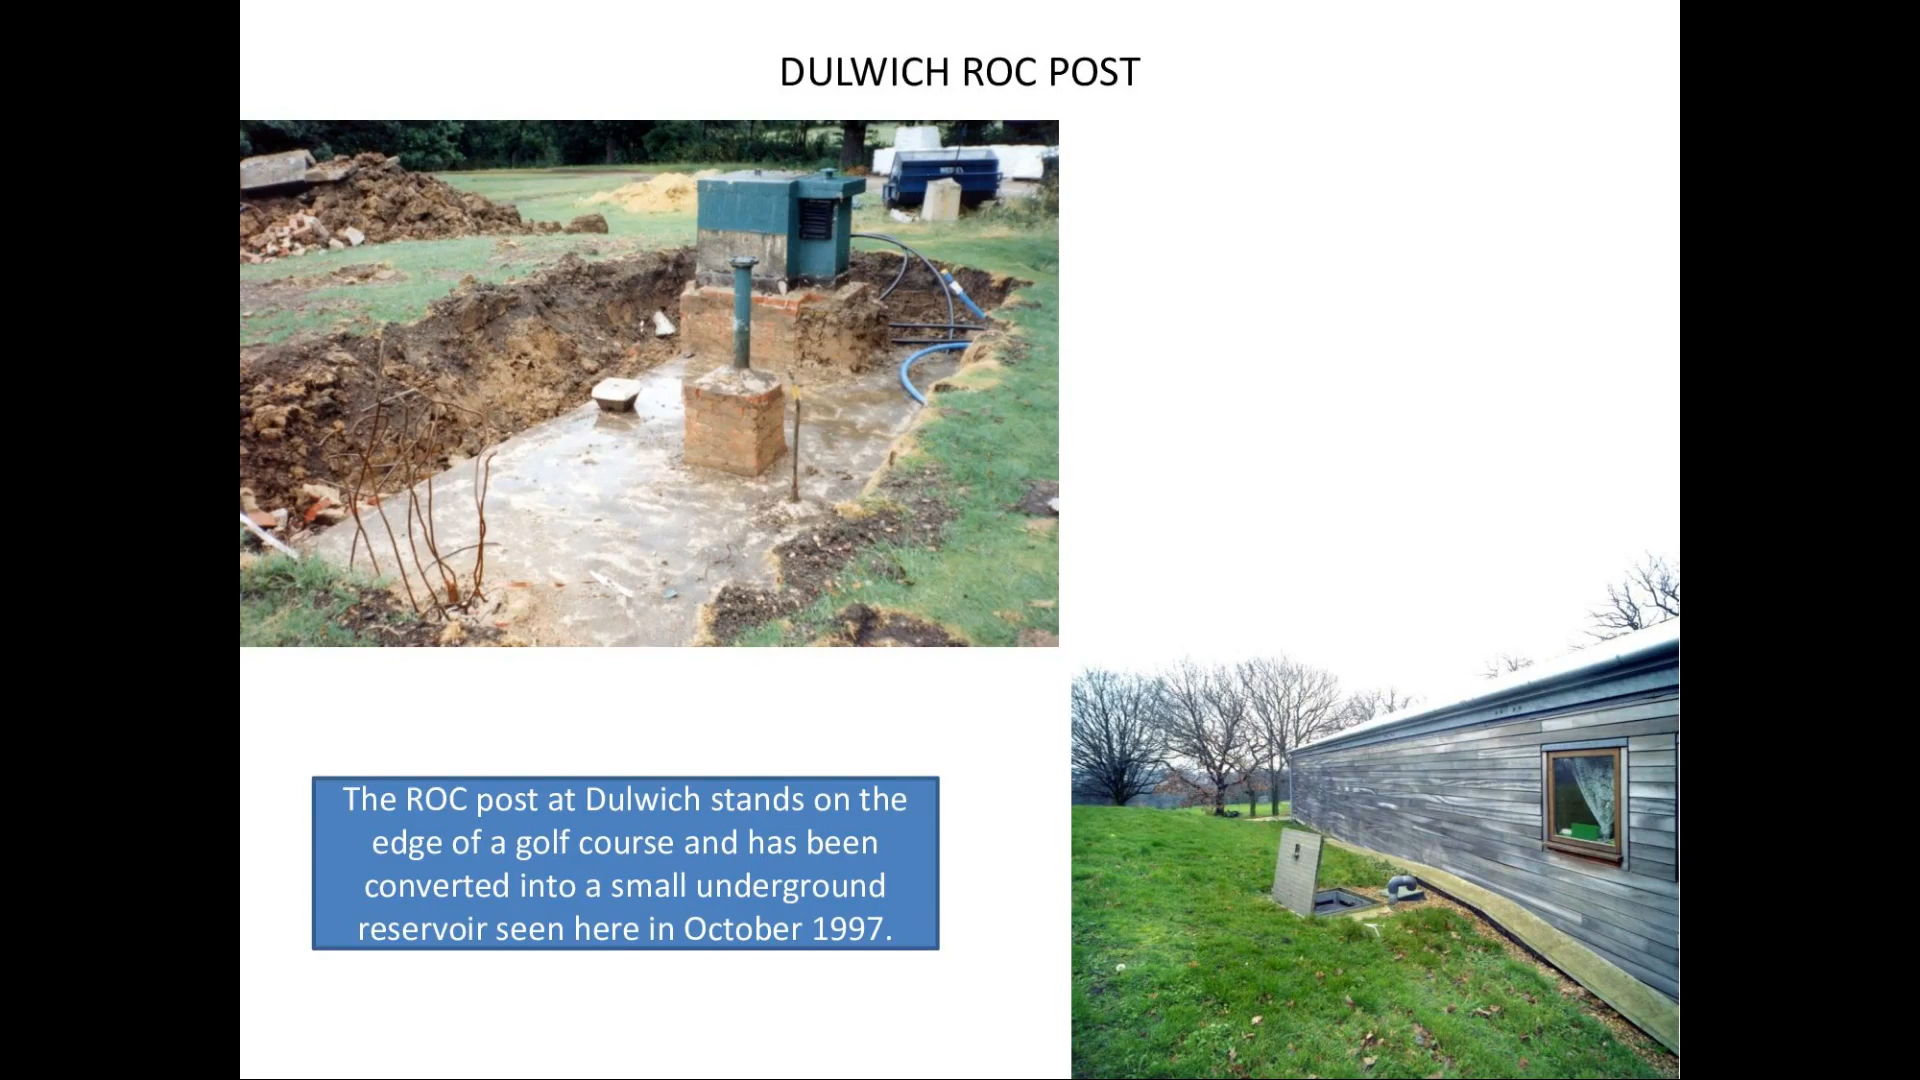 DULWICH ROC POST
The ROC post at Dulwich stands on the
edge of a golf course and has been
converted into a small underground
reservoir seen here in October 1997.